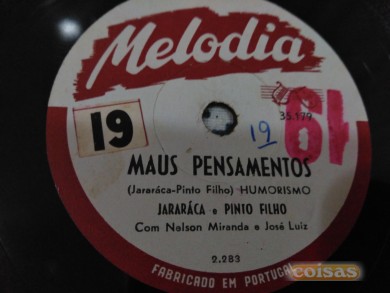 Melodia
35.179
19
19
19
MAUS PENSAMENTOS
(Jararáca-Pinto Filho) HUMORISMO
JARARÁCA e PINTO FILHO
Com Nelson Miranda e José Luiz
2.283
FABRICADO EM PORTUGAL
coisas